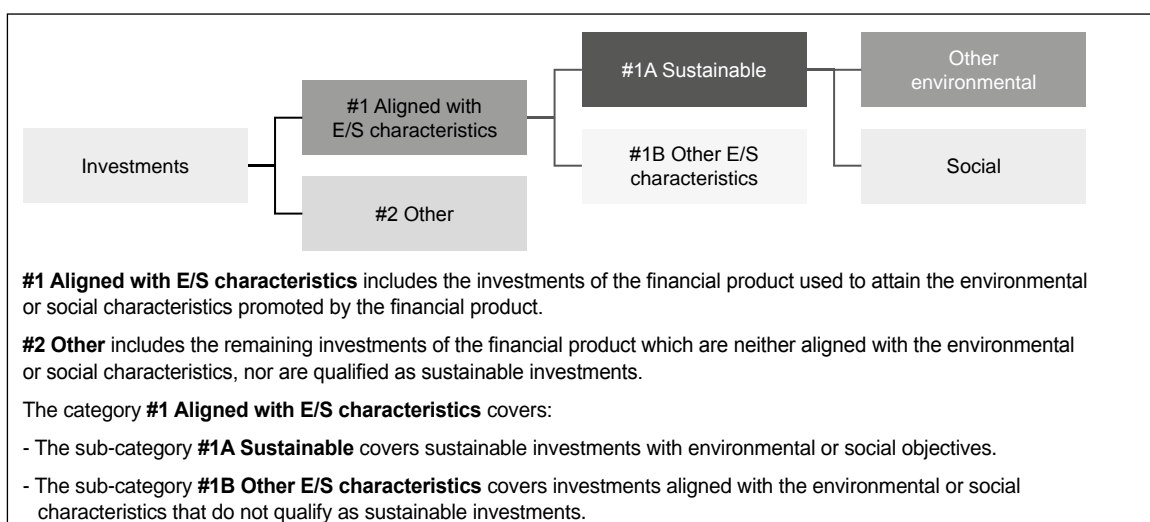 Investments
#1 Aligned with
E/S characteristics
#2 Other
#1A Sustainable
#1B Other E/S
characteristics
Other
environmental
Social
#1 Aligned with E/S characteristics includes the investments of the financial product used to attain the environmental
or social characteristics promoted by the financial product.
#2 Other includes the remaining investments of the financial product which are neither aligned with the environmental
or social characteristics, nor are qualified as sustainable investments.
The category #1 Aligned with E/S characteristics covers:
- The sub-category #1A Sustainable covers sustainable investments with environmental or social objectives.
- The sub-category #1B Other E/S characteristics covers investments aligned with the environmental or social
characteristics that do not qualify as sustainable investments.